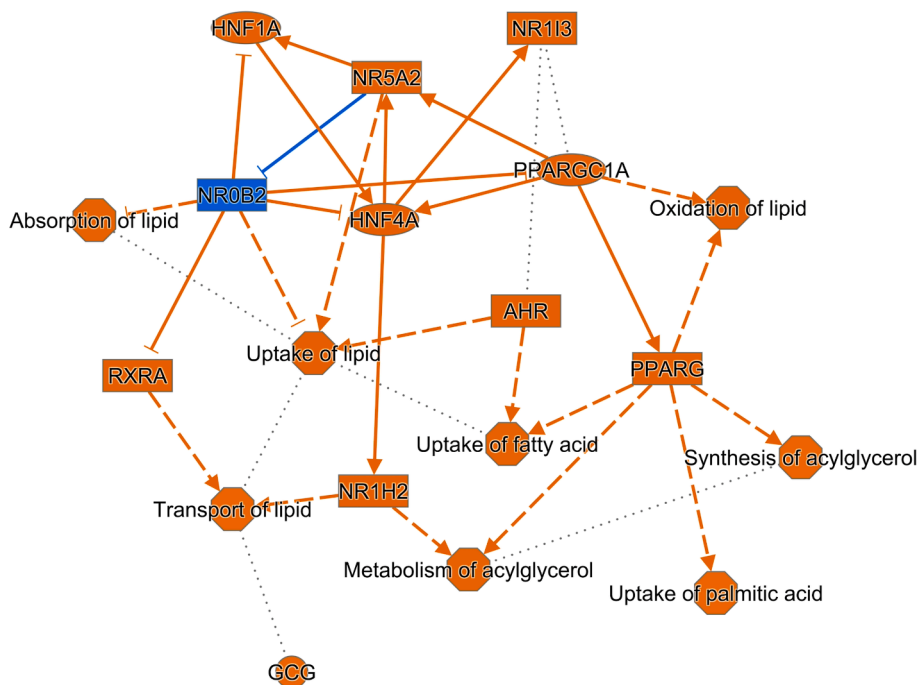 HNF1A
NR1I3
NR5A2
PPARGC1A
NR0B2
Absorption of lipid
HNF4A
Oxidation of lipid
AHR
Uptake of lipid
RXRA
PPARG
Uptake of fatty acid
Synthesis of acylglycerol
NR1H2
Transport of lipid
Metabolism of acylglycerol
Uptake of palmitic acid
GCG